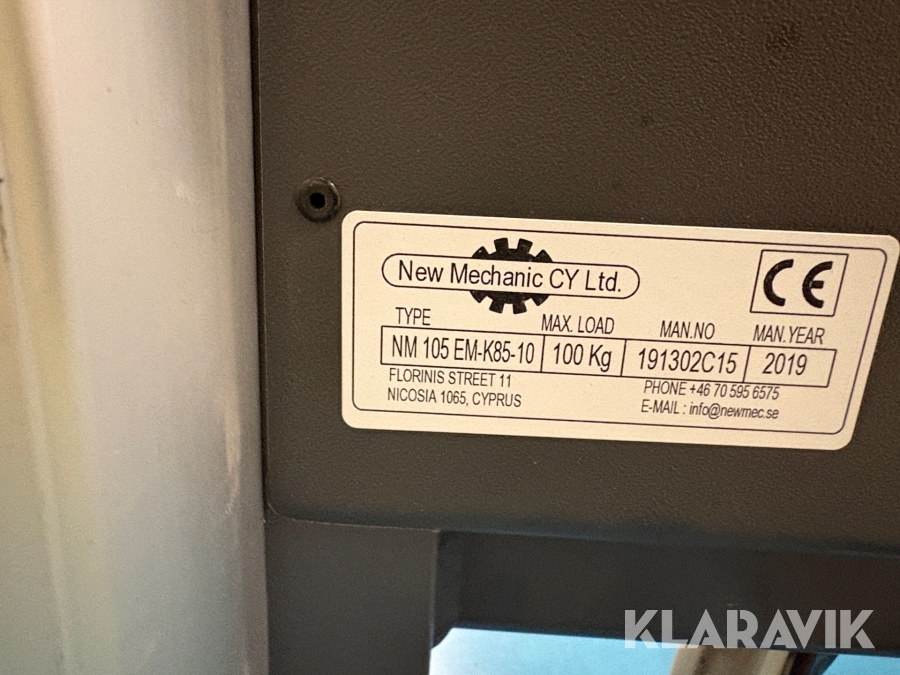 New Mechanic CY Ltd.
CE
TYPE MAX. LOAD MAN.NO MAN.YEAR
NM 105 EM-K85-10 100 Kg 191302C15 2019
FLORINIS STREET 11
NICOSIA 1065, CYPRUS
PHONE +46 70 595 6575
E-MAIL : info@newmec.se
KLARAVIK